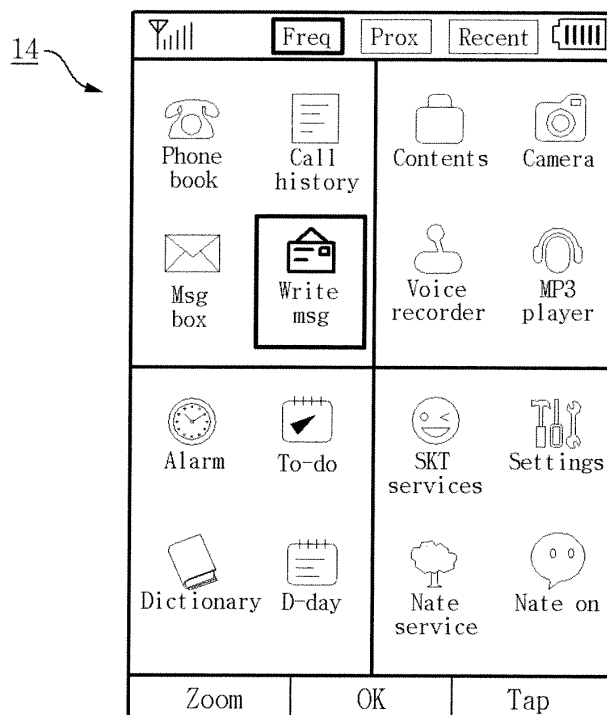 14
Freq Prox Recent
Phone book
Call history
Contents
Camera
Msg box
Write msg
Voice recorder
MP3 player
Alarm
To-do
SKT services
Settings
Dictionary
D-day
Nate service
Nate on
Zoom OK Tap